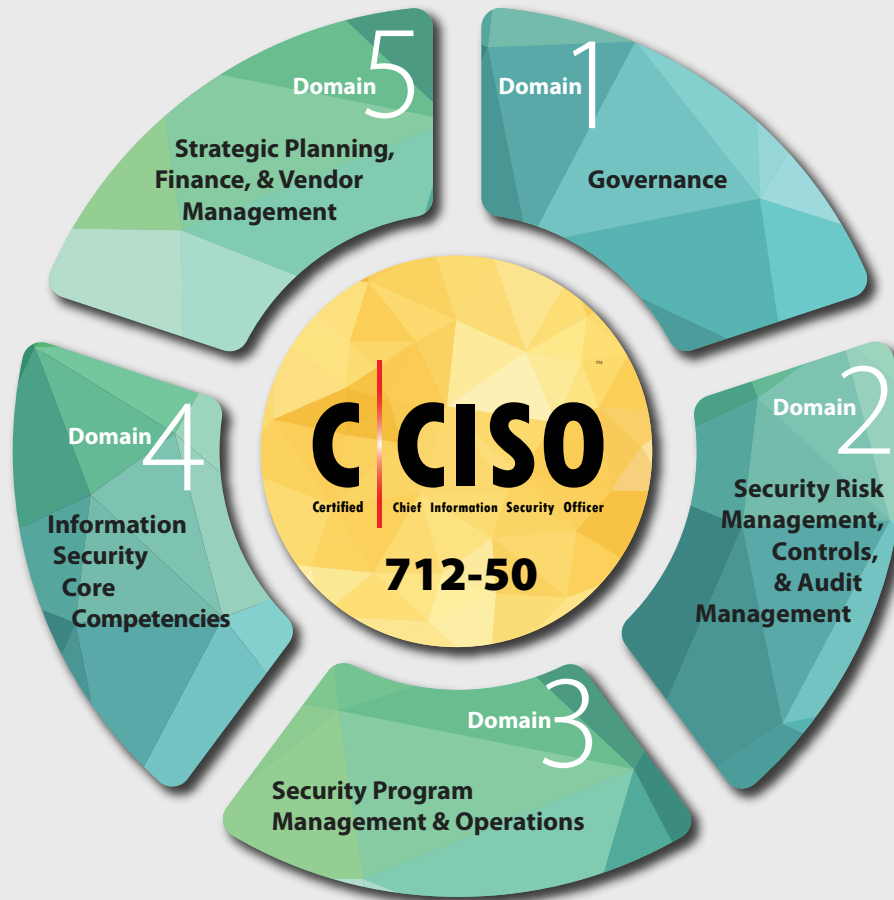 Domain 1
Governance
Domain 2
Security Risk
Management,
Controls,
& Audit
Management
Domain 3
Security Program
Management & Operations
Domain 4
Information
Security
Core
Competencies
Domain 5
Strategic Planning,
Finance, & Vendor
Management
C|CISO ™
Certified Chief Information Security Officer
712-50